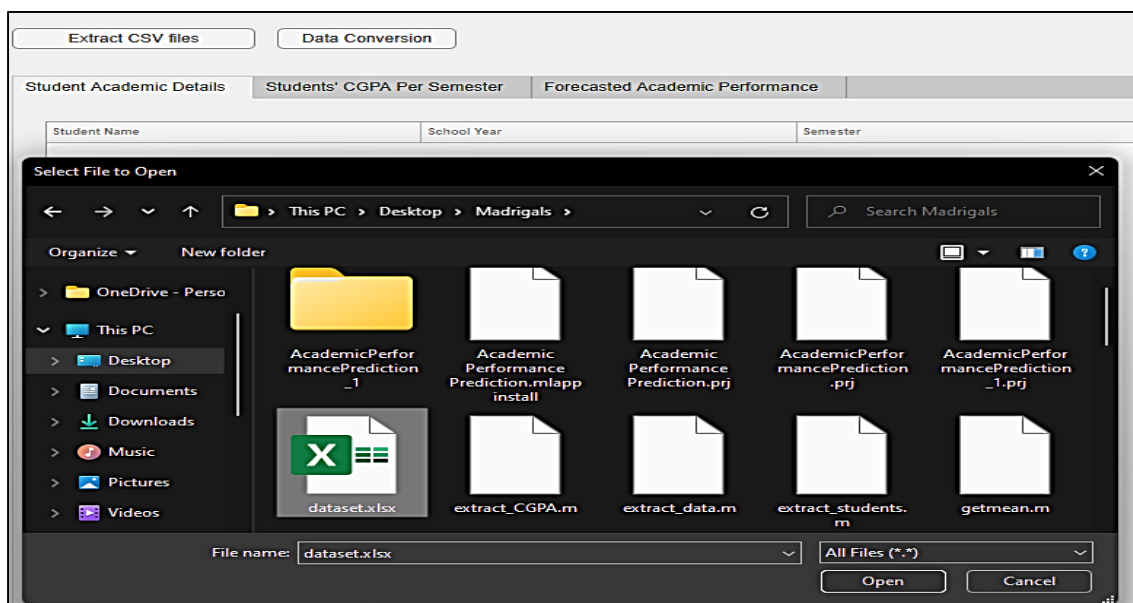 Extract CSV files
Data Conversion
Student Academic Details
Students' CGPA Per Semester
Forecasted Academic Performance
Student Name
School Year
Semester
Select File to Open
This PC > Desktop > Madrigals >
Search Madrigals
Organize
New folder
OneDrive - Perso
This PC
Desktop
Documents
Downloads
Music
Pictures
Videos
AcademicPerfor
mancePrediction
_1
Academic
Performance
Prediction.mlapp
install
Academic
Performance
Prediction.prj
AcademicPerfor
mancePrediction
.prj
AcademicPerfor
mancePrediction
_1.prj
dataset.xlsx
extract_CGPA.m
extract_data.m
extract_students.
m
getmean.m
File name: dataset.xlsx
All Files (*.*)
Open
Cancel